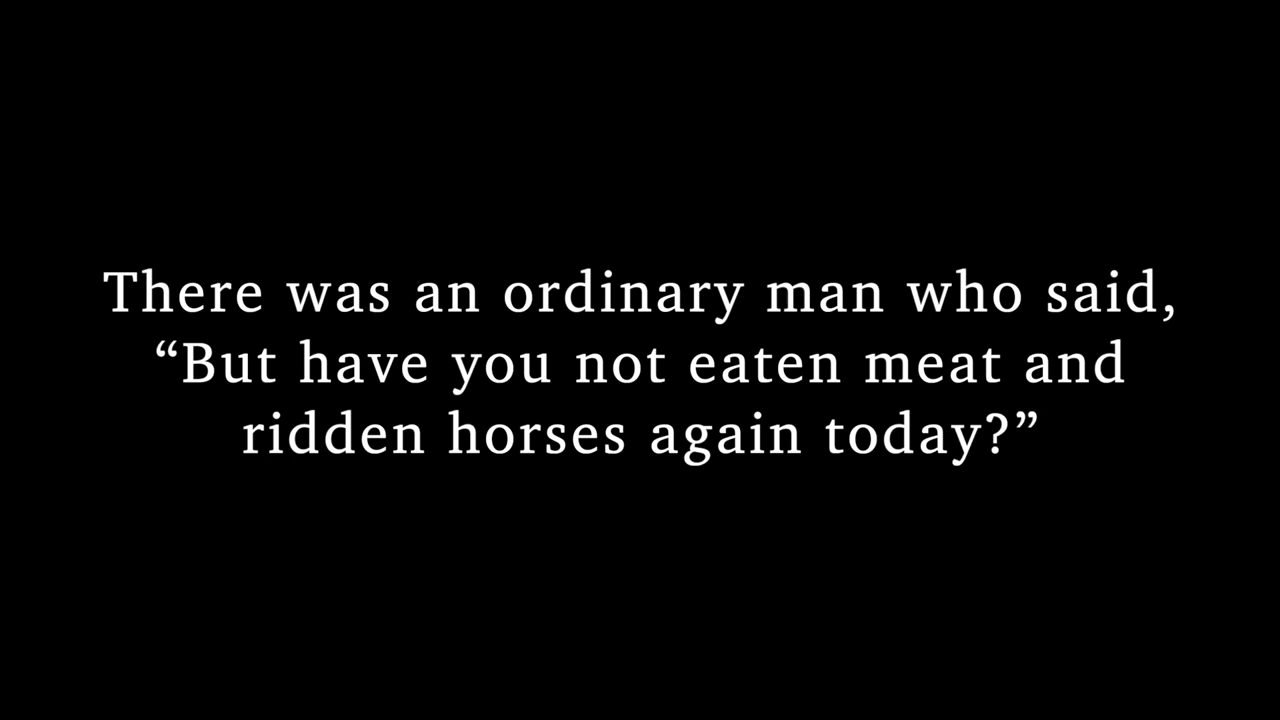 There was an ordinary man who said,
“But have you not eaten meat and
ridden horses again today?”